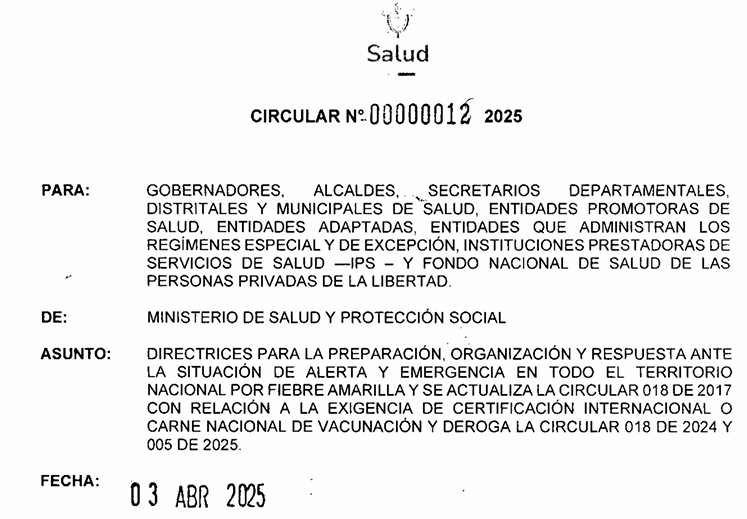 Salud
CIRCULAR Nº 00000012 2025
PARA: GOBERNADORES, ALCALDES, SECRETARIOS DEPARTAMENTALES,
DISTRITALES Y MUNICIPALES DE SALUD, ENTIDADES PROMOTORAS DE
SALUD, ENTIDADES ADAPTADAS, ENTIDADES QUE ADMINISTRAN LOS
REGÍMENES ESPECIAL Y DE EXCEPCIÓN, INSTITUCIONES PRESTADORAS DE
SERVICIOS DE SALUD —IPS – Y FONDO NACIONAL DE SALUD DE LAS
PERSONAS PRIVADAS DE LA LIBERTAD.
DE: MINISTERIO DE SALUD Y PROTECCIÓN SOCIAL
ASUNTO: DIRECTRICES PARA LA PREPARACIÓN, ORGANIZACIÓN Y RESPUESTA ANTE
LA SITUACIÓN DE ALERTA Y EMERGENCIA EN TODO EL TERRITORIO
NACIONAL POR FIEBRE AMARILLA Y SE ACTUALIZA LA CIRCULAR 018 DE 2017
CON RELACIÓN A LA EXIGENCIA DE CERTIFICACIÓN INTERNACIONAL O
CARNE NACIONAL DE VACUNACIÓN Y DEROGA LA CIRCULAR 018 DE 2024 Y
005 DE 2025.
FECHA: 03 ABR 2025